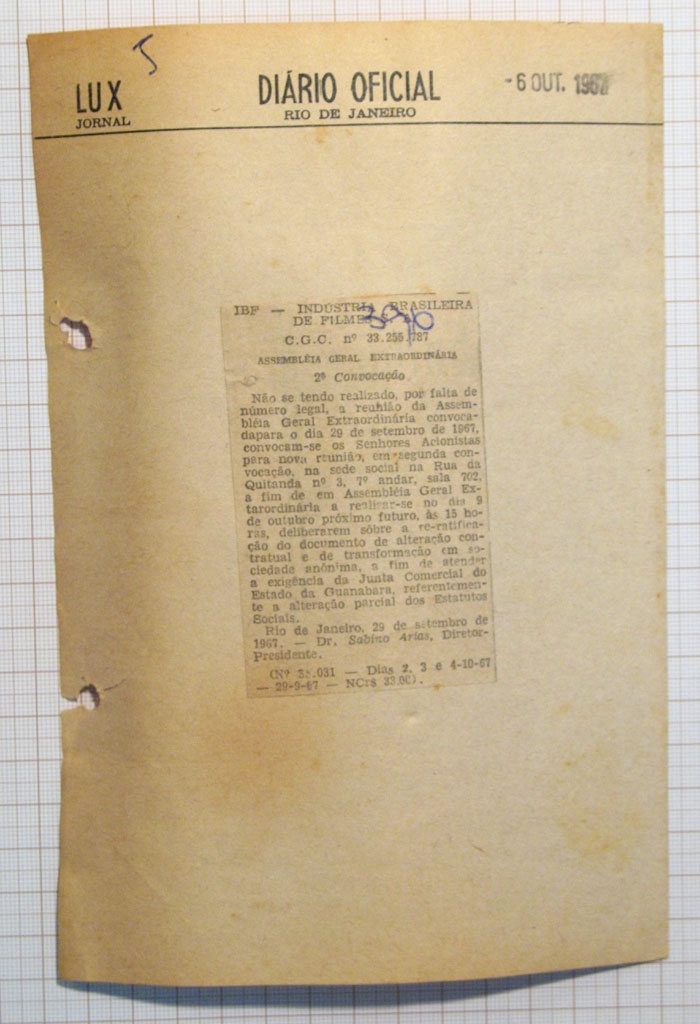 J
LUX
JORNAL
DIÁRIO OFICIAL
RIO DE JANEIRO
-6 OUT. 1967
IBF — INDÚSTRIA BRASILEIRA
DE FILMES
C.G.C. nº 33.255.787
ASSEMBLÉIA GERAL EXTRAORDINÁRIA
2ª Convocação
Não se tendo realizado, por falta de
número legal, a reunião da Assem-
bléia Geral Extraordinária convoca-
dapara o dia 29 de setembro de 1967,
convocam-se os Senhores Acionistas
para nova reunião, em segunda con-
vocação, na sede social na Rua da
Quitanda nº 3, 7º andar, sala 702,
a fim de em Assembléia Geral Ex-
tarordinária a realizar-se no dia 9
de outubro próximo futuro, às 15 ho-
ras, deliberarem sôbre a re-ratifica-
ção do documento de alteração con-
tratual e de transformação em so-
ciedade anônima, a fim de atender
a exigência da Junta Comercial do
Estado da Guanabara, referentemen-
te a alteração parcial dos Estatutos
Sociais.
Rio de Janeiro, 29 de setembro de
1967. — Dr. Sabino Arias, Diretor-
Presidente.
(Nº 35.031 — Dias 2, 3 e 4-10-67
— 29-9-67 — NCr$ 33,00).